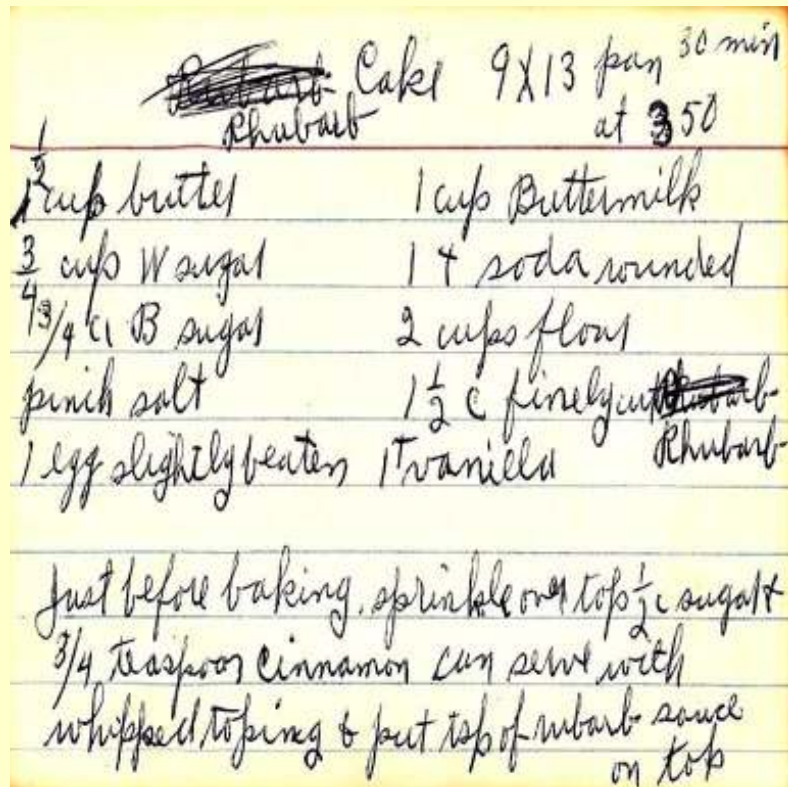 Cake 9X13 pan 30 min
Rhubarb at 350
1/2 cup butter 1 cup Buttermilk
3/4 cup W sugar 1 t soda rounded
3/4 c B sugar 2 cups flour
pinch salt 1 1/2 c finely cut
1 egg slightly beaten 1 T vanilla Rhubarb
Just before baking, sprinkle over top 1/2 c sugar &
3/4 teaspoon Cinnamon can serve with
whipped toping & put tsp of rubarb sauce
on top